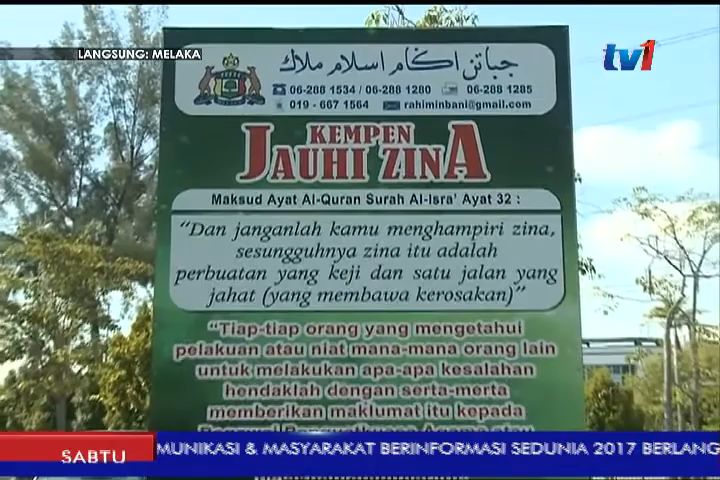 LANGSUNG: MELAKA
tv1
جباتن اݢام اسلام ملاك
06-288 1534 / 06-288 1280 06-288 1285
019 - 667 1564 rahiminbani@gmail.com
KEMPEN
JAUHI ZINA
Maksud Ayat Al-Quran Surah Al-Isra' Ayat 32 :
"Dan janganlah kamu menghampiri zina,
sesungguhnya zina itu adalah
perbuatan yang keji dan satu jalan yang
jahat (yang membawa kerosakan)"
"Tiap-tiap orang yang mengetahui
pelakuan atau niat mana-mana orang lain
untuk melakukan apa-apa kesalahan
hendaklah dengan serta-merta
memberikan maklumat itu kepada
SABTU
MUNIKASI & MASYARAKAT BERINFORMASI SEDUNIA 2017 BERLANG